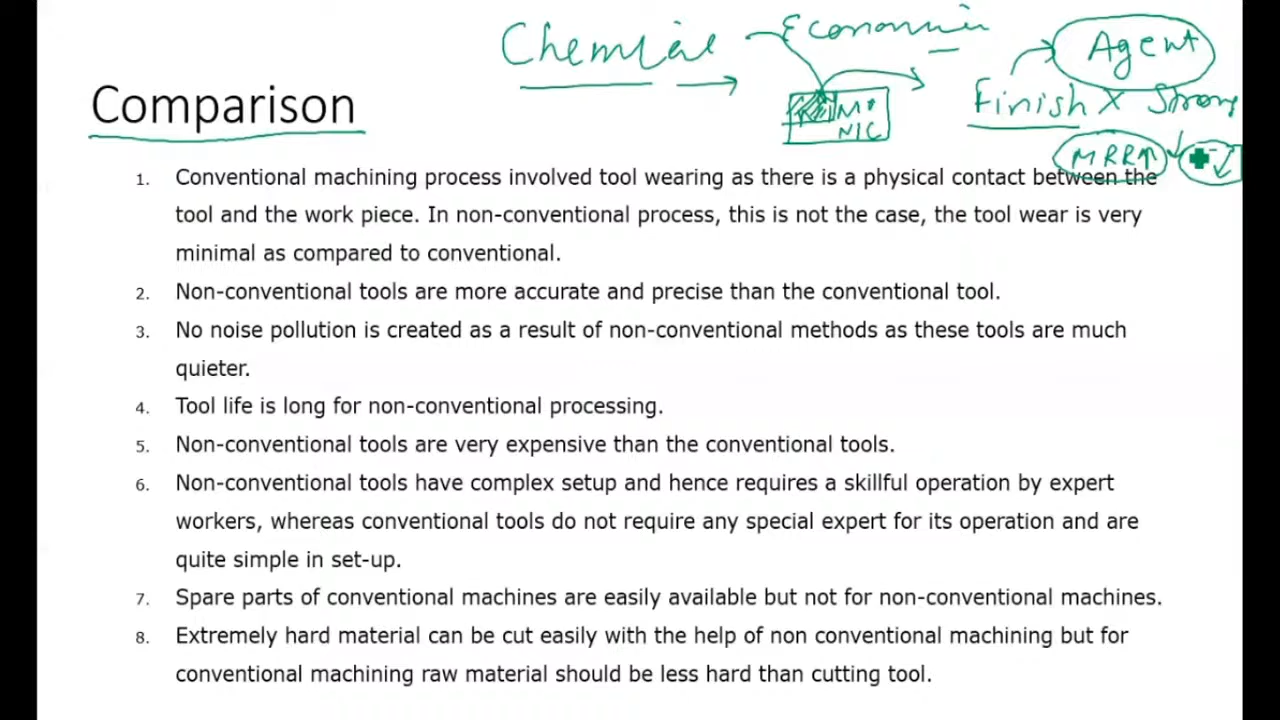 Chemical Economic
Agent
Finish X Strong
MRR↑
Comparison
1. Conventional machining process involved tool wearing as there is a physical contact between the
tool and the work piece. In non-conventional process, this is not the case, the tool wear is very
minimal as compared to conventional.
2. Non-conventional tools are more accurate and precise than the conventional tool.
3. No noise pollution is created as a result of non-conventional methods as these tools are much
quieter.
4. Tool life is long for non-conventional processing.
5. Non-conventional tools are very expensive than the conventional tools.
6. Non-conventional tools have complex setup and hence requires a skillful operation by expert
workers, whereas conventional tools do not require any special expert for its operation and are
quite simple in set-up.
7. Spare parts of conventional machines are easily available but not for non-conventional machines.
8. Extremely hard material can be cut easily with the help of non conventional machining but for
conventional machining raw material should be less hard than cutting tool.